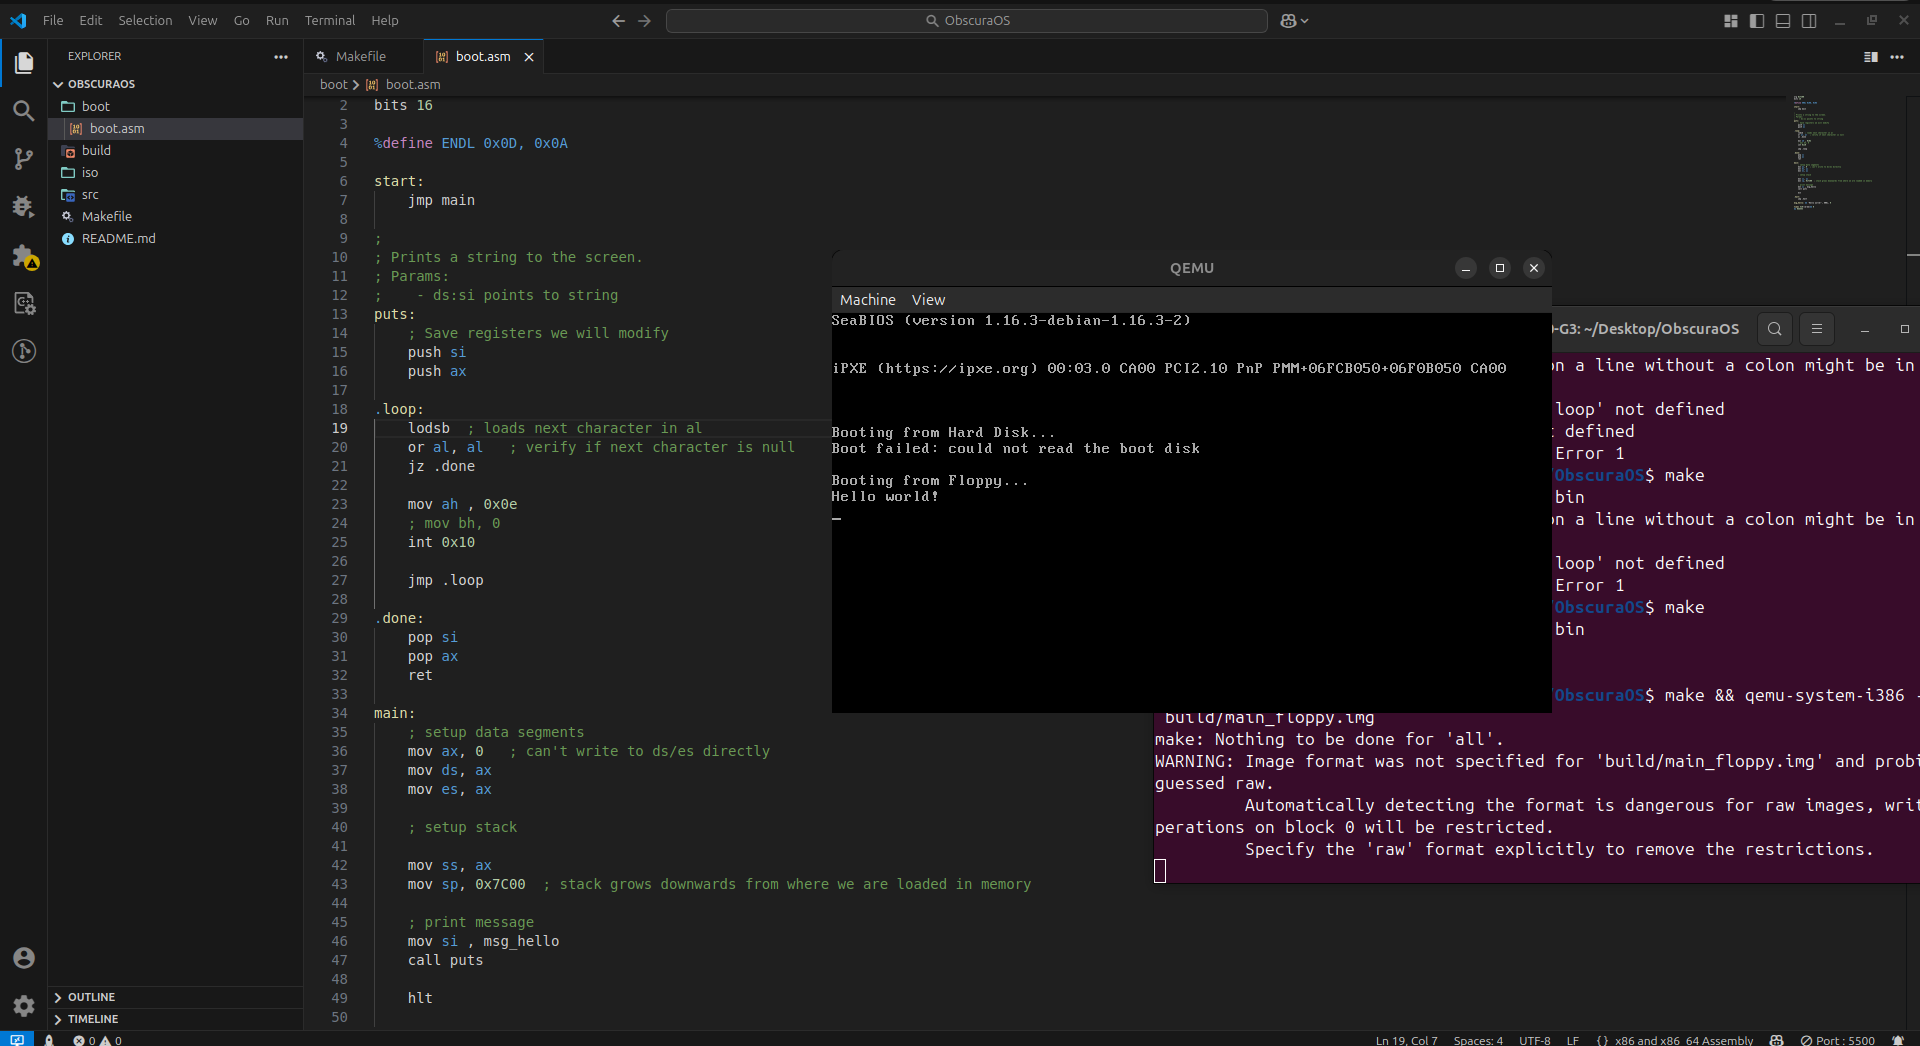 File Edit Selection View Go Run Terminal Help
ObscuraOS
EXPLORER
OBSCURAOS
boot
boot.asm
build
iso
src
Makefile
README.md
OUTLINE
TIMELINE
Makefile
boot.asm
boot > boot.asm
2 bits 16
3
4 %define ENDL 0x0D, 0x0A
5
6 start:
7 jmp main
8
9 ;
10 ; Prints a string to the screen.
11 ; Params:
12 ; - ds:si points to string
13 puts:
14 ; Save registers we will modify
15 push si
16 push ax
17
18 .loop:
19 lodsb ; loads next character in al
20 or al, al ; verify if next character is null
21 jz .done
22
23 mov ah , 0x0e
24 ; mov bh, 0
25 int 0x10
26
27 jmp .loop
28
29 .done:
30 pop si
31 pop ax
32 ret
33
34 main:
35 ; setup data segments
36 mov ax, 0 ; can't write to ds/es directly
37 mov ds, ax
38 mov es, ax
39
40 ; setup stack
41
42 mov ss, ax
43 mov sp, 0x7C00 ; stack grows downwards from where we are loaded in memory
44
45 ; print message
46 mov si , msg_hello
47 call puts
48
49 hlt
50
QEMU
Machine View
SeaBIOS (version 1.16.3-debian-1.16.3-2)
iPXE (https://ipxe.org) 00:03.0 CA00 PCI2.10 PnP PMM+06FCB050+06F0B050 CA00
Booting from Hard Disk...
Boot failed: could not read the boot disk
Booting from Floppy...
Hello world!
-G3: ~/Desktop/ObscuraOS
on a line without a colon might be in
loop' not defined
t defined
Error 1
/ObscuraOS$ make
bin
on a line without a colon might be in
loop' not defined
Error 1
/ObscuraOS$ make
bin
/ObscuraOS$ make && qemu-system-i386 -
build/main_floppy.img
make: Nothing to be done for 'all'.
WARNING: Image format was not specified for 'build/main_floppy.img' and probi
guessed raw.
Automatically detecting the format is dangerous for raw images, writ
perations on block 0 will be restricted.
Specify the 'raw' format explicitly to remove the restrictions.
0 0
Ln 19, Col 7 Spaces: 4 UTF-8 LF {} x86 and x86_64 Assembly Port : 5500